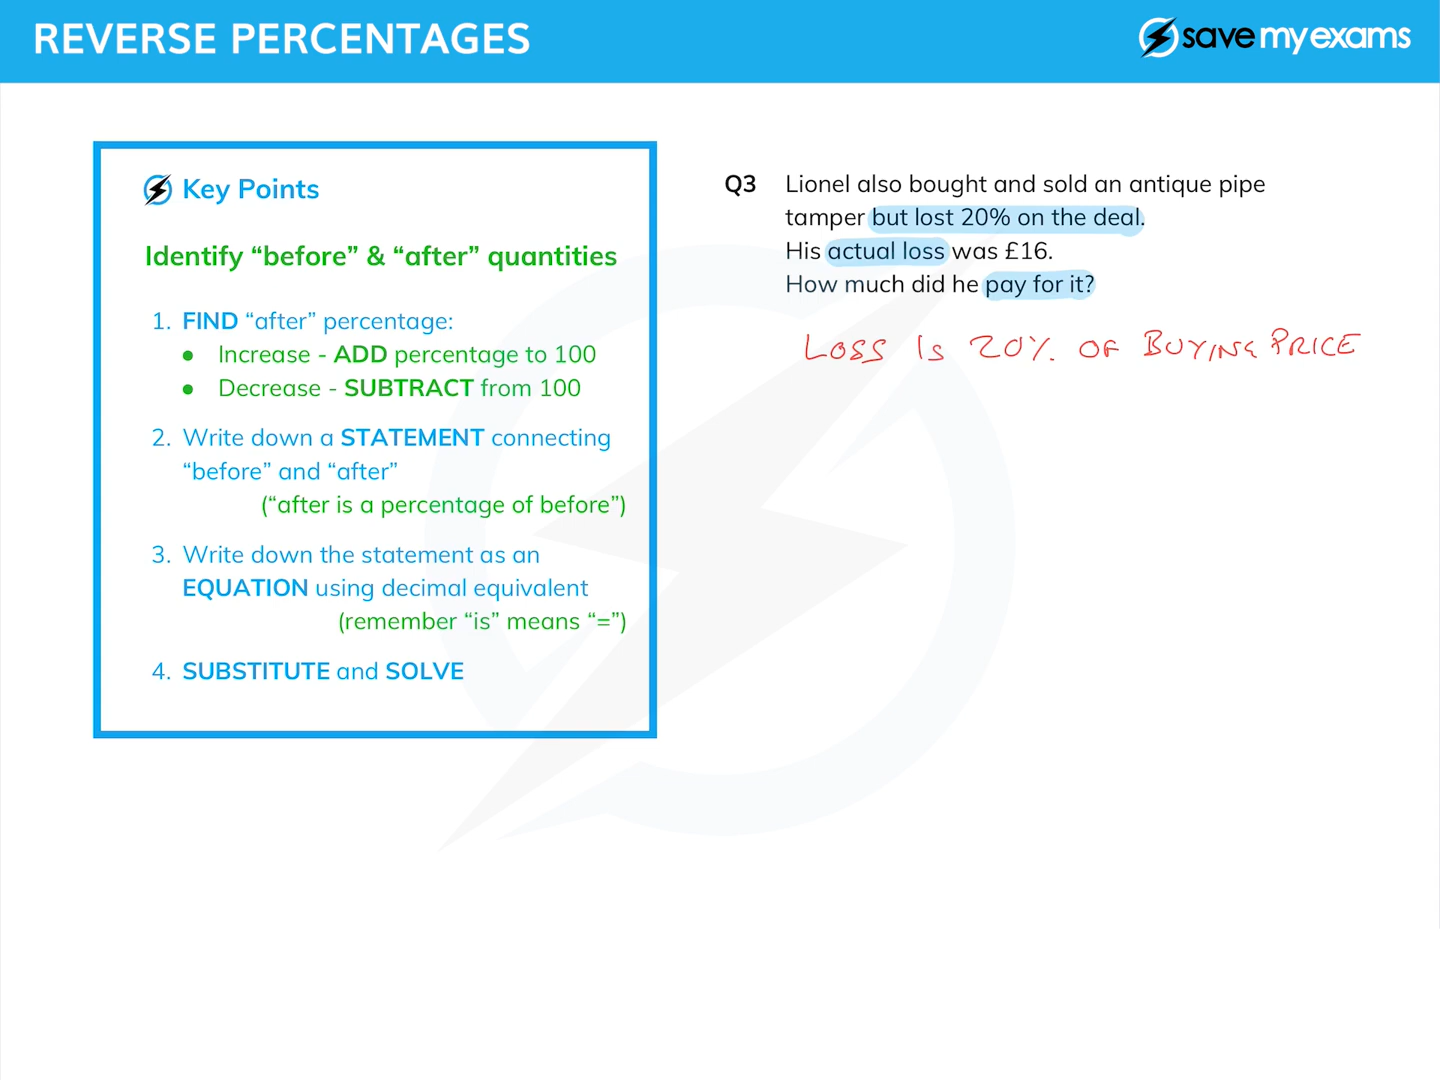 REVERSE PERCENTAGES
save my exams
Key Points
Identify “before” & “after” quantities
1. FIND “after” percentage:
● Increase - ADD percentage to 100
● Decrease - SUBTRACT from 100
2. Write down a STATEMENT connecting
“before” and “after”
(“after is a percentage of before”)
3. Write down the statement as an
EQUATION using decimal equivalent
(remember “is” means “=”)
4. SUBSTITUTE and SOLVE
Q3 Lionel also bought and sold an antique pipe
tamper but lost 20% on the deal.
His actual loss was £16.
How much did he pay for it?
LOSS IS 20% OF BUYING PRICE